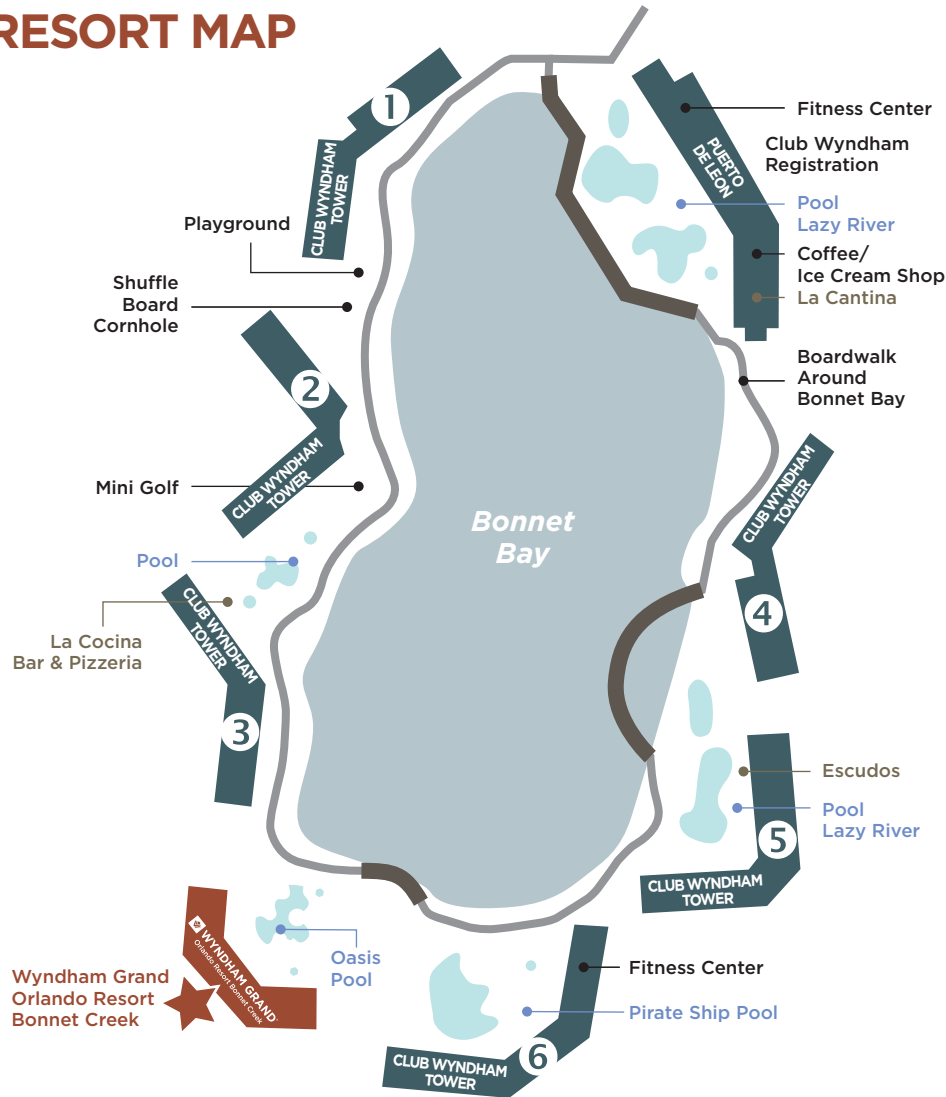 RESORT MAP
1
CLUB WYNDHAM
TOWER
Fitness Center
PUERTO
DE LEON
Club Wyndham
Registration
Pool
Lazy River
Coffee/
Ice Cream Shop
La Cantina
Playground
Shuffle
Board
Cornhole
Boardwalk
Around
Bonnet Bay
2
CLUB WYNDHAM
TOWER
Mini Golf
Bonnet
Bay
CLUB WYNDHAM
TOWER
4
Pool
La Cocina
Bar & Pizzeria
CLUB WYNDHAM
TOWER
3
Escudos
Pool
Lazy River
5
CLUB WYNDHAM
TOWER
WYNDHAM GRAND
Orlando Resort Bonnet Creek
Oasis
Pool
Wyndham Grand
Orlando Resort
Bonnet Creek
Fitness Center
Pirate Ship Pool
6
CLUB WYNDHAM
TOWER